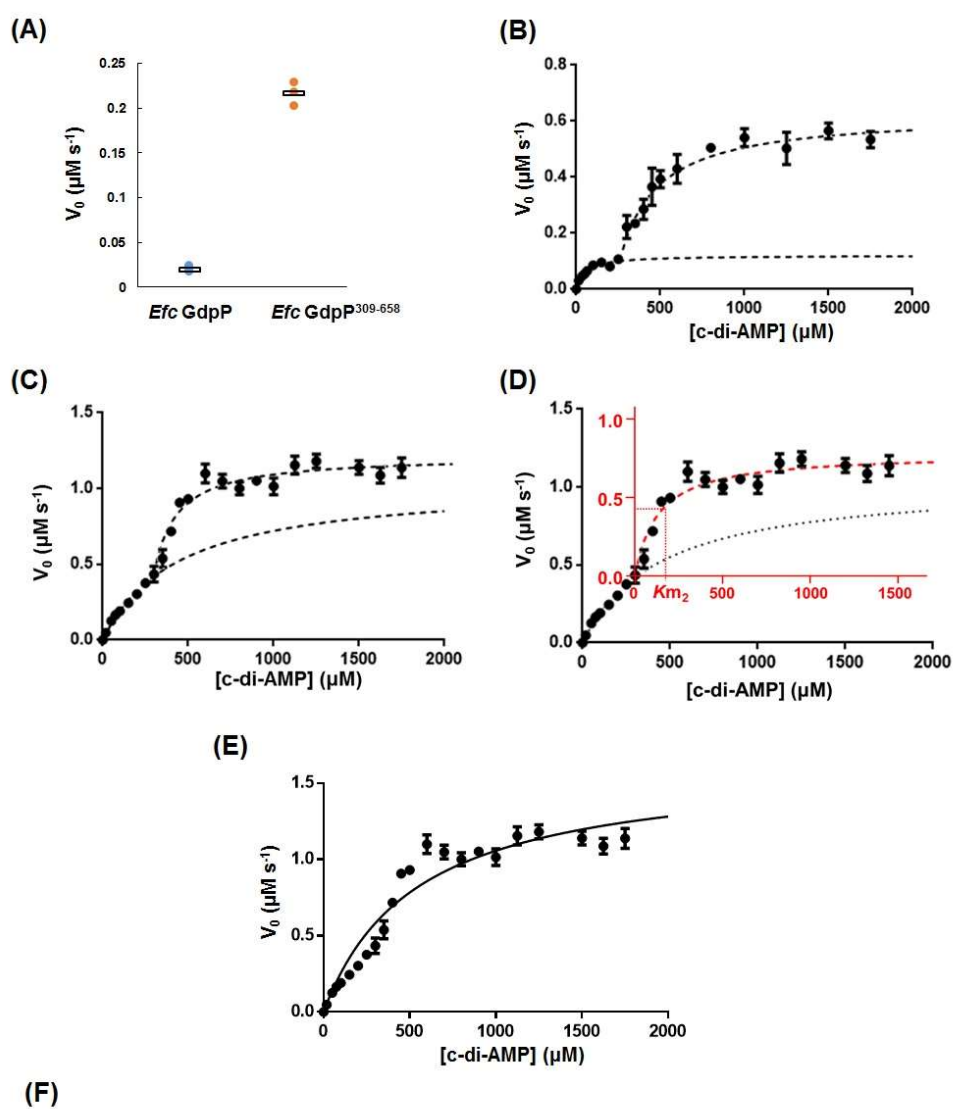 (A)
0.25
0.2
0.15
0.1
0.05
0
V₀ (µM s⁻¹)
Efc GdpP
Efc GdpP³⁰⁹⁻⁶⁵⁸
(B)
0.8
0.6
0.4
0.2
0.0
V₀ (µM s⁻¹)
0 500 1000 1500 2000
[c-di-AMP] (µM)
(C)
1.5
1.0
0.5
0.0
V₀ (µM s⁻¹)
0 500 1000 1500 2000
[c-di-AMP] (µM)
(D)
1.5
1.0
0.5
0.0
V₀ (µM s⁻¹)
1.0
0.5
0.0
0 Km₂ 500 1000 1500
0 500 1000 1500 2000
[c-di-AMP] (µM)
(E)
1.5
1.0
0.5
0.0
V₀ (µM s⁻¹)
0 500 1000 1500 2000
[c-di-AMP] (µM)
(F)